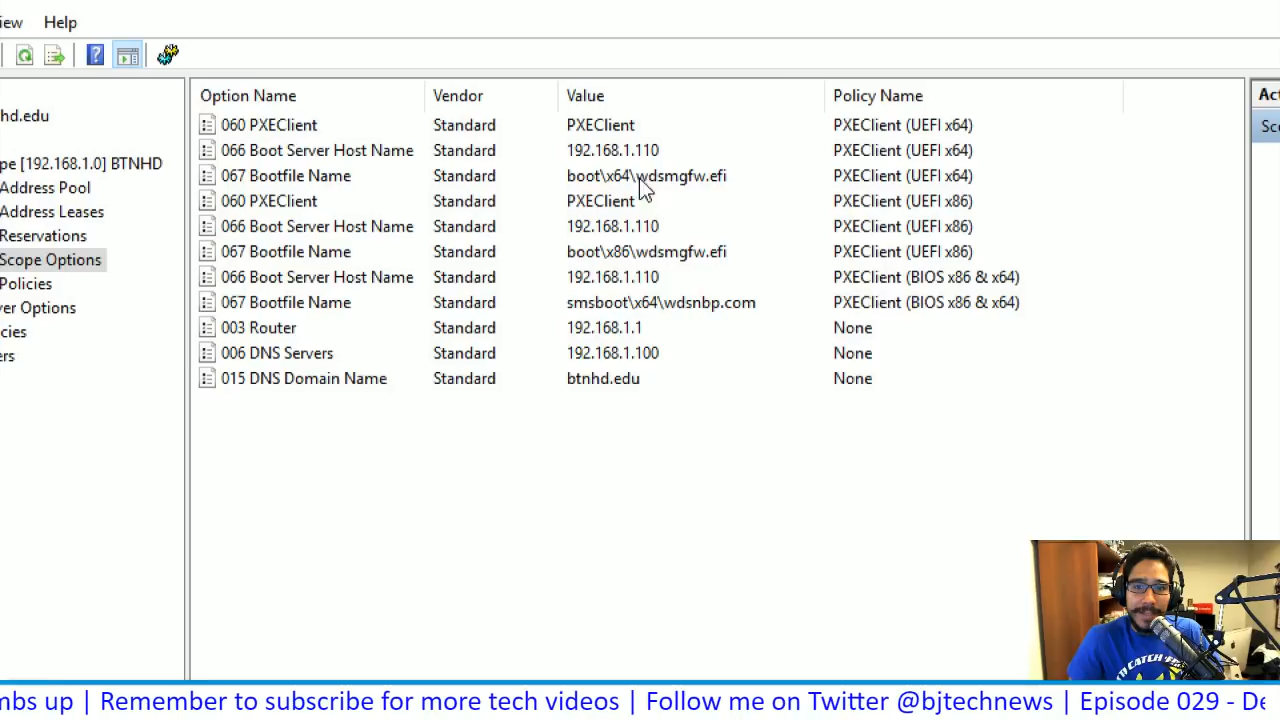 iew Help
Option Name Vendor Value Policy Name Act
hd.edu
pe [192.168.1.0] BTNHD
Address Pool
Address Leases
Reservations
Scope Options
Policies
er Options
cies
ers
060 PXEClient Standard PXEClient PXEClient (UEFI x64) Sco
066 Boot Server Host Name Standard 192.168.1.110 PXEClient (UEFI x64)
067 Bootfile Name Standard boot\x64\wdsmgfw.efi PXEClient (UEFI x64)
060 PXEClient Standard PXEClient PXEClient (UEFI x86)
066 Boot Server Host Name Standard 192.168.1.110 PXEClient (UEFI x86)
067 Bootfile Name Standard boot\x86\wdsmgfw.efi PXEClient (UEFI x86)
066 Boot Server Host Name Standard 192.168.1.110 PXEClient (BIOS x86 & x64)
067 Bootfile Name Standard smsboot\x64\wdsnbp.com PXEClient (BIOS x86 & x64)
003 Router Standard 192.168.1.1 None
006 DNS Servers Standard 192.168.1.100 None
015 DNS Domain Name Standard btnhd.edu None
mbs up | Remember to subscribe for more tech videos | Follow me on Twitter @bjtechnews | Episode 029 - De